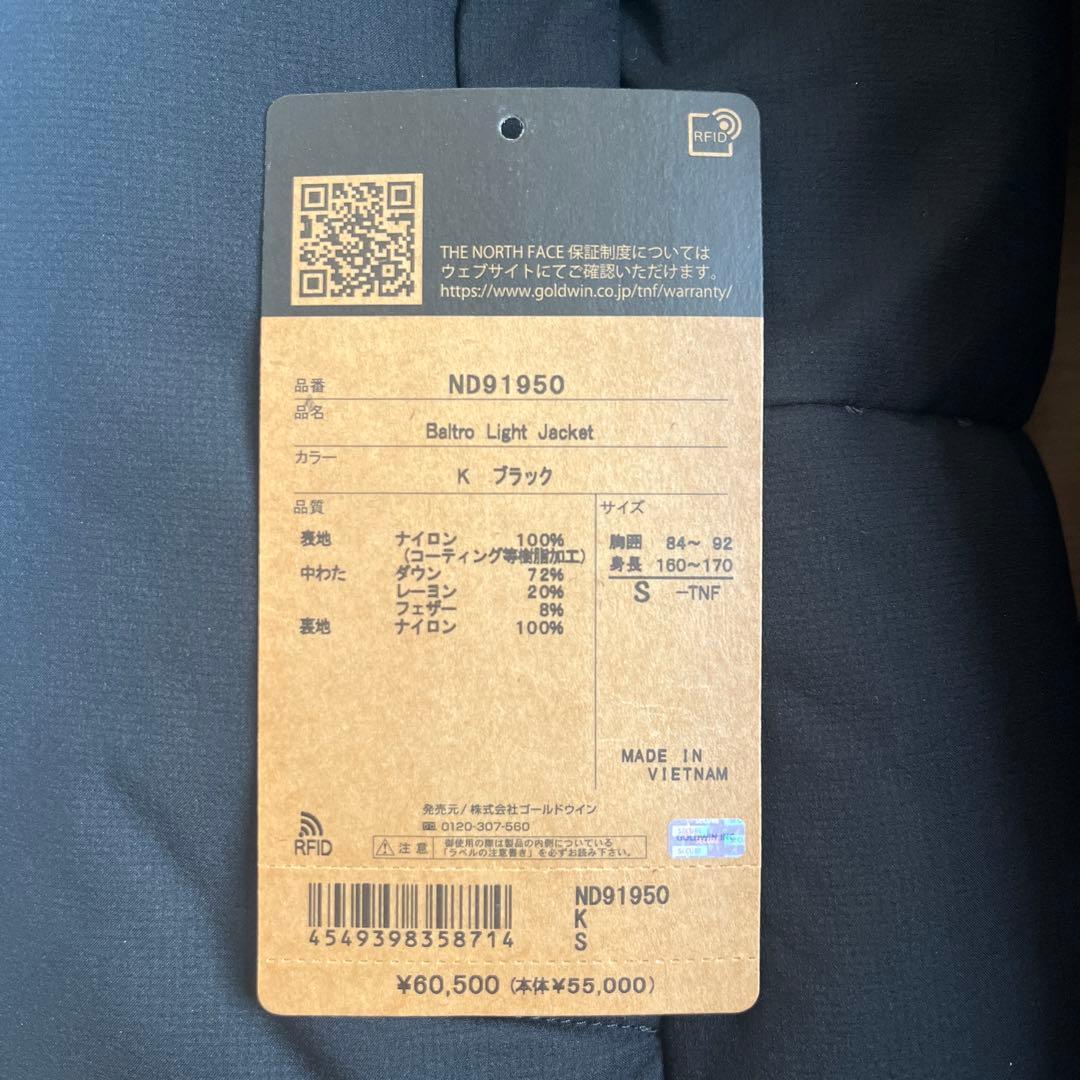 RFID
THE NORTH FACE 保証制度については
ウェブサイトにてご確認いただけます。
https://www.goldwin.co.jp/tnf/warranty/
品番 ND91950
品名
Baltro Light Jacket
カラー
K ブラック
品質
表地 ナイロン 100%
(コーティング等樹脂加工)
中わた ダウン 72%
レーヨン 20%
フェザー 8%
裏地 ナイロン 100%
サイズ
胸囲 84〜 92
身長 160〜170
S -TNF
MADE IN
VIETNAM
発売元/株式会社ゴールドウイン
0120-307-560
RFID
注意
御使用の際は製品の内側についている
「ラベルの注意書き」を必ずお読み下さい。
SECURE
GOLDWIN INC
SECURE
4549398358714
ND91950
K
S
¥60,500 (本体¥55,000)